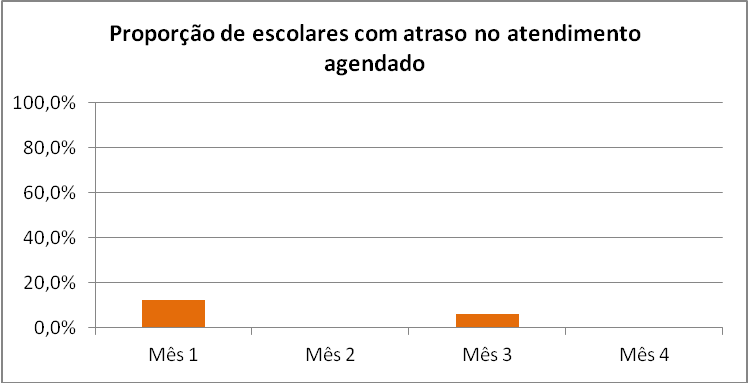 Proporção de escolares com atraso no atendimento
agendado
100,0%
80,0%
60,0%
40,0%
20,0%
0,0%
Mês 1 Mês 2 Mês 3 Mês 4